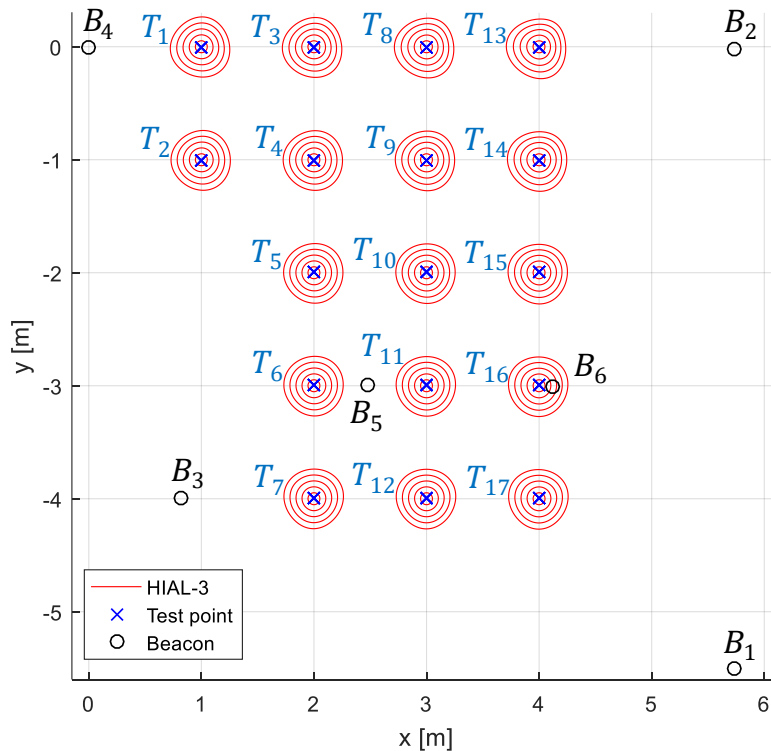 B₄ T₁ T₃ T₈ T₁₃ B₂
0
T₂ T₄ T₉ T₁₄
-1
T₅ T₁₀ T₁₅
-2
T₆ T₁₁ T₁₆ B₆
-3
B₅
B₃ T₇ T₁₂ T₁₇
-4
HIAL-3
Test point
Beacon
-5
B₁
0 1 2 3 4 5 6
x [m]
y [m]